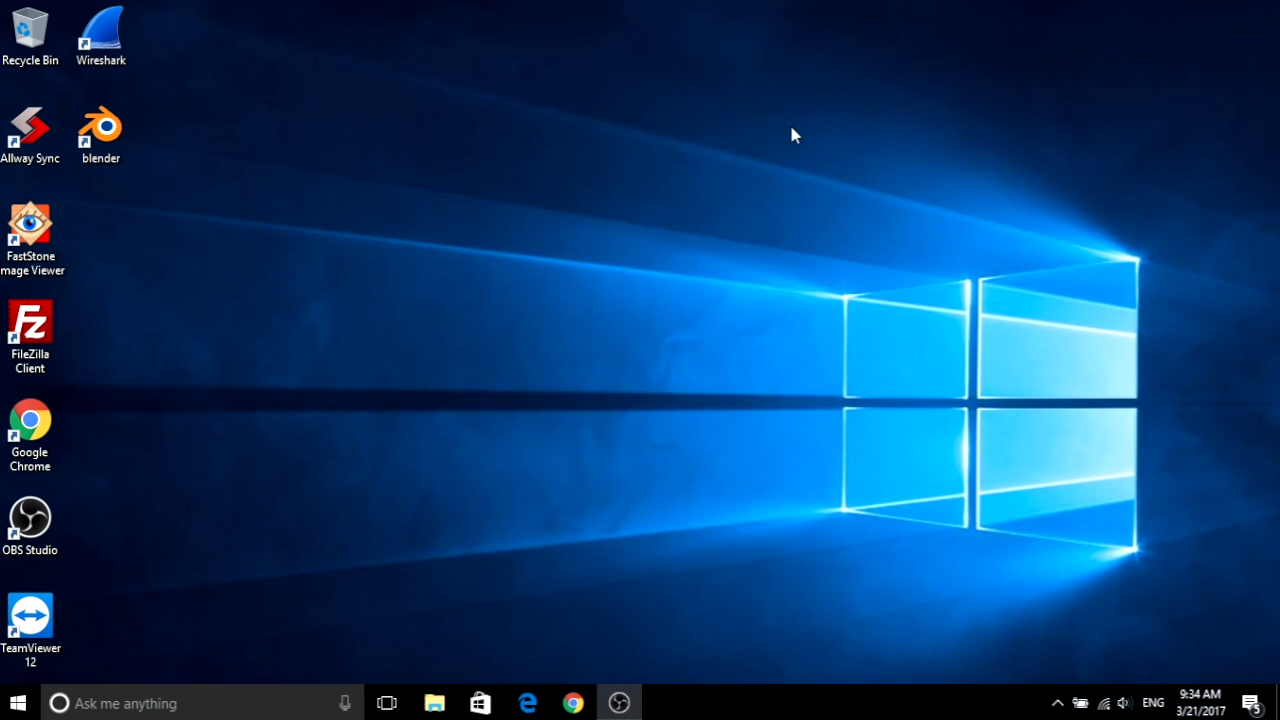 Recycle Bin
Wireshark
Allway Sync
blender
FastStone
mage Viewer
FileZilla
Client
Google
Chrome
OBS Studio
TeamViewer
12
Ask me anything
ENG
9:34 AM
3/21/2017
5